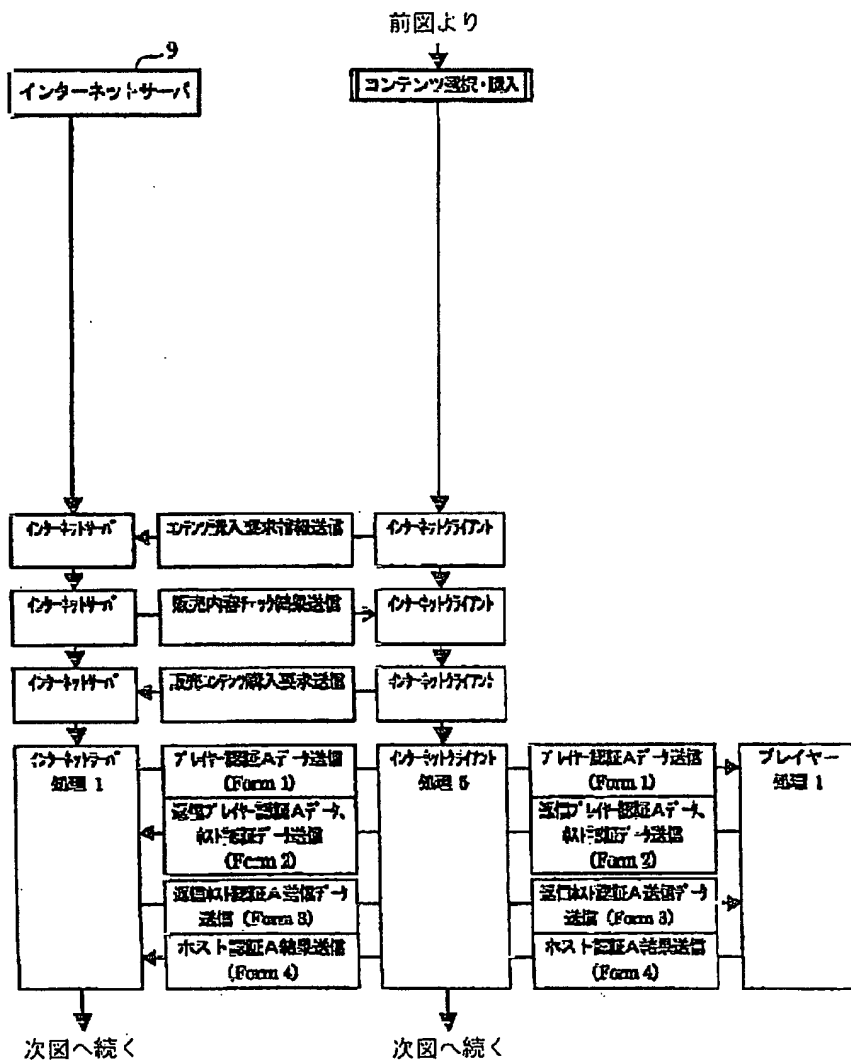 前図より
9
インターネットサーバ
コンテンツ選択・購入
インターネットサーバ
コンテンツ購入要求情報送信
インターネットクライアント
インターネットサーバ
販売内容チェック結果送信
インターネットクライアント
インターネットサーバ
販売コンテンツ購入要求送信
インターネットクライアント
インターネットサーバ
処理 1
プレイヤー認証Aデータ送信
(Form 1)
インターネットクライアント
処理 5
プレイヤー認証Aデータ送信
(Form 1)
プレイヤー
処理 1
返信プレイヤー認証Aデータ、
ホスト認証データ送信
(Form 2)
返信プレイヤー認証Aデータ、
ホスト認証データ送信
(Form 2)
返信ホスト認証A送信データ
送信 (Form 3)
返信ホスト認証A送信データ
送信 (Form 3)
ホスト認証A結果送信
(Form 4)
ホスト認証A結果送信
(Form 4)
次図へ続く
次図へ続く